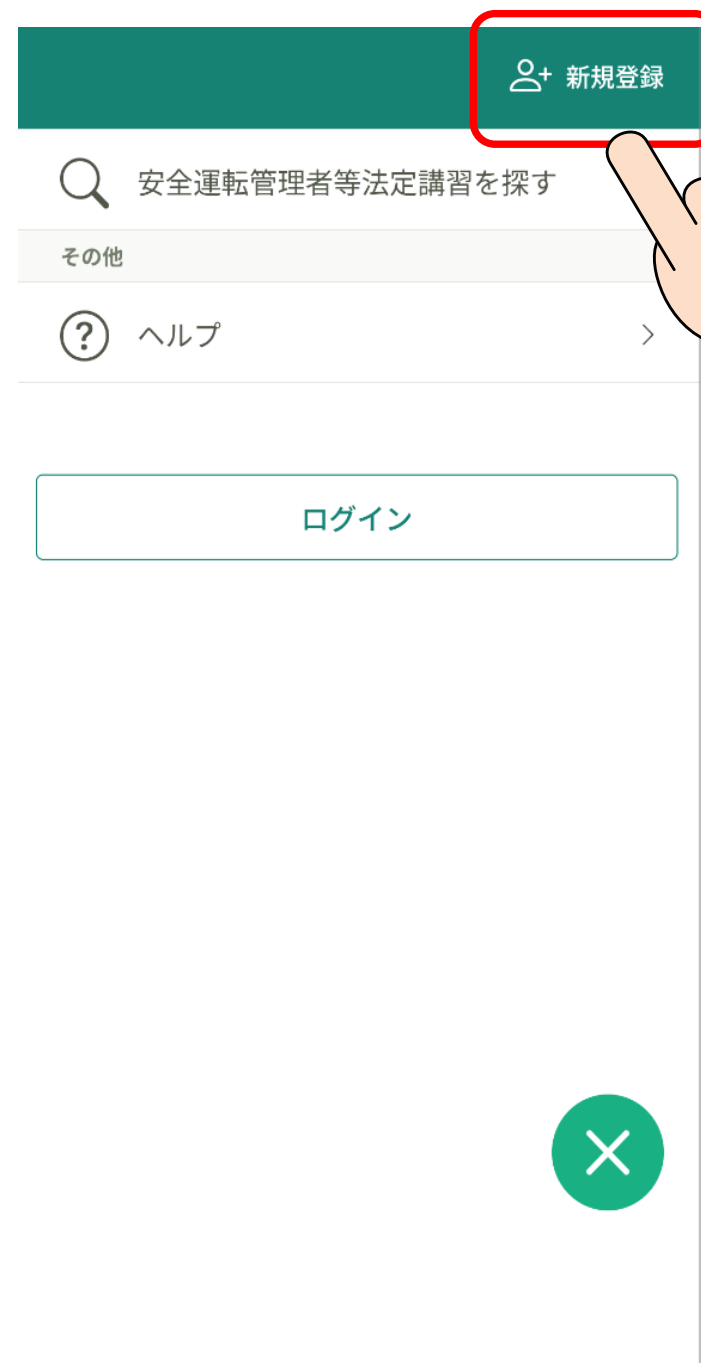 新規登録
安全運転管理者等法定講習を探す
その他
ヘルプ
ログイン